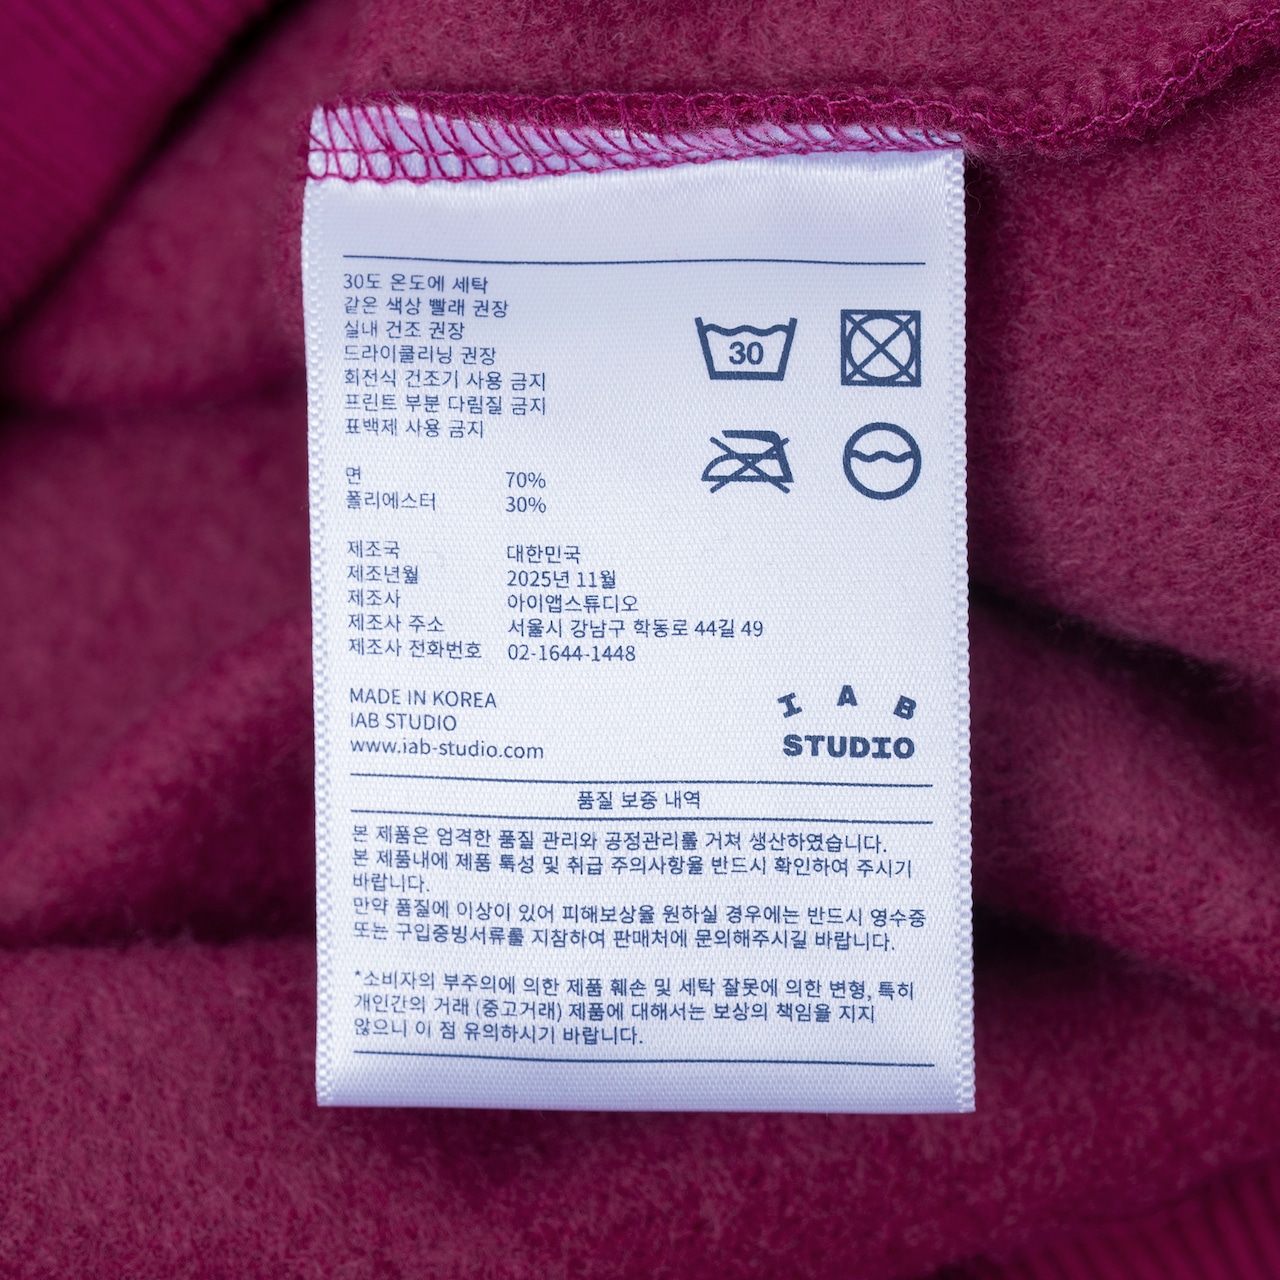 30도 온도에 세탁
같은 색상 빨래 권장
실내 건조 권장
드라이쿨리닝 권장
회전식 건조기 사용 금지
프린트 부분 다림질 금지
표백제 사용 금지
30
면 70%
폴리에스터 30%
제조국 대한민국
제조년월 2025년 11월
제조사 아이앱스튜디오
제조사 주소 서울시 강남구 학동로 44길 49
제조사 전화번호 02-1644-1448
MADE IN KOREA
IAB STUDIO
www.iab-studio.com
I A B
STUDIO
품질 보증 내역
본 제품은 엄격한 품질 관리와 공정관리를 거쳐 생산하였습니다.
본 제품내에 제품 특성 및 취급 주의사항을 반드시 확인하여 주시기
바랍니다.
만약 품질에 이상이 있어 피해보상을 원하실 경우에는 반드시 영수증
또는 구입증빙서류를 지참하여 판매처에 문의해주시길 바랍니다.
*소비자의 부주의에 의한 제품 훼손 및 세탁 잘못에 의한 변형, 특히
개인간의 거래 (중고거래) 제품에 대해서는 보상의 책임을 지지
않으니 이 점 유의하시기 바랍니다.